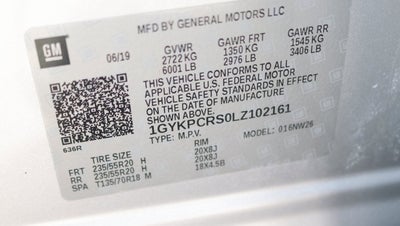 MFD BY GENERAL MOTORS LLC
GM
06/19
GVWR
2722 KG
6001 LB
GAWR FRT
1350 KG
2976 LB
GAWR RR
1545 KG
3406 LB
THIS VEHICLE CONFORMS TO ALL
APPLICABLE U.S. FEDERAL MOTOR
VEHICLE SAFETY STANDARDS IN EFFECT
ON THE DATE OF MANUFACTURE
SHOWN ABOVE.
1GYKPCRS0LZ102161
TYPE: M.P.V.
MODEL: 016NW26
636R
TIRE SIZE
RIM
FRT 235/55R20 H 20X8J
RR 235/55R20 H 20X8J
SPA T135/70R18 M 18X4.5B